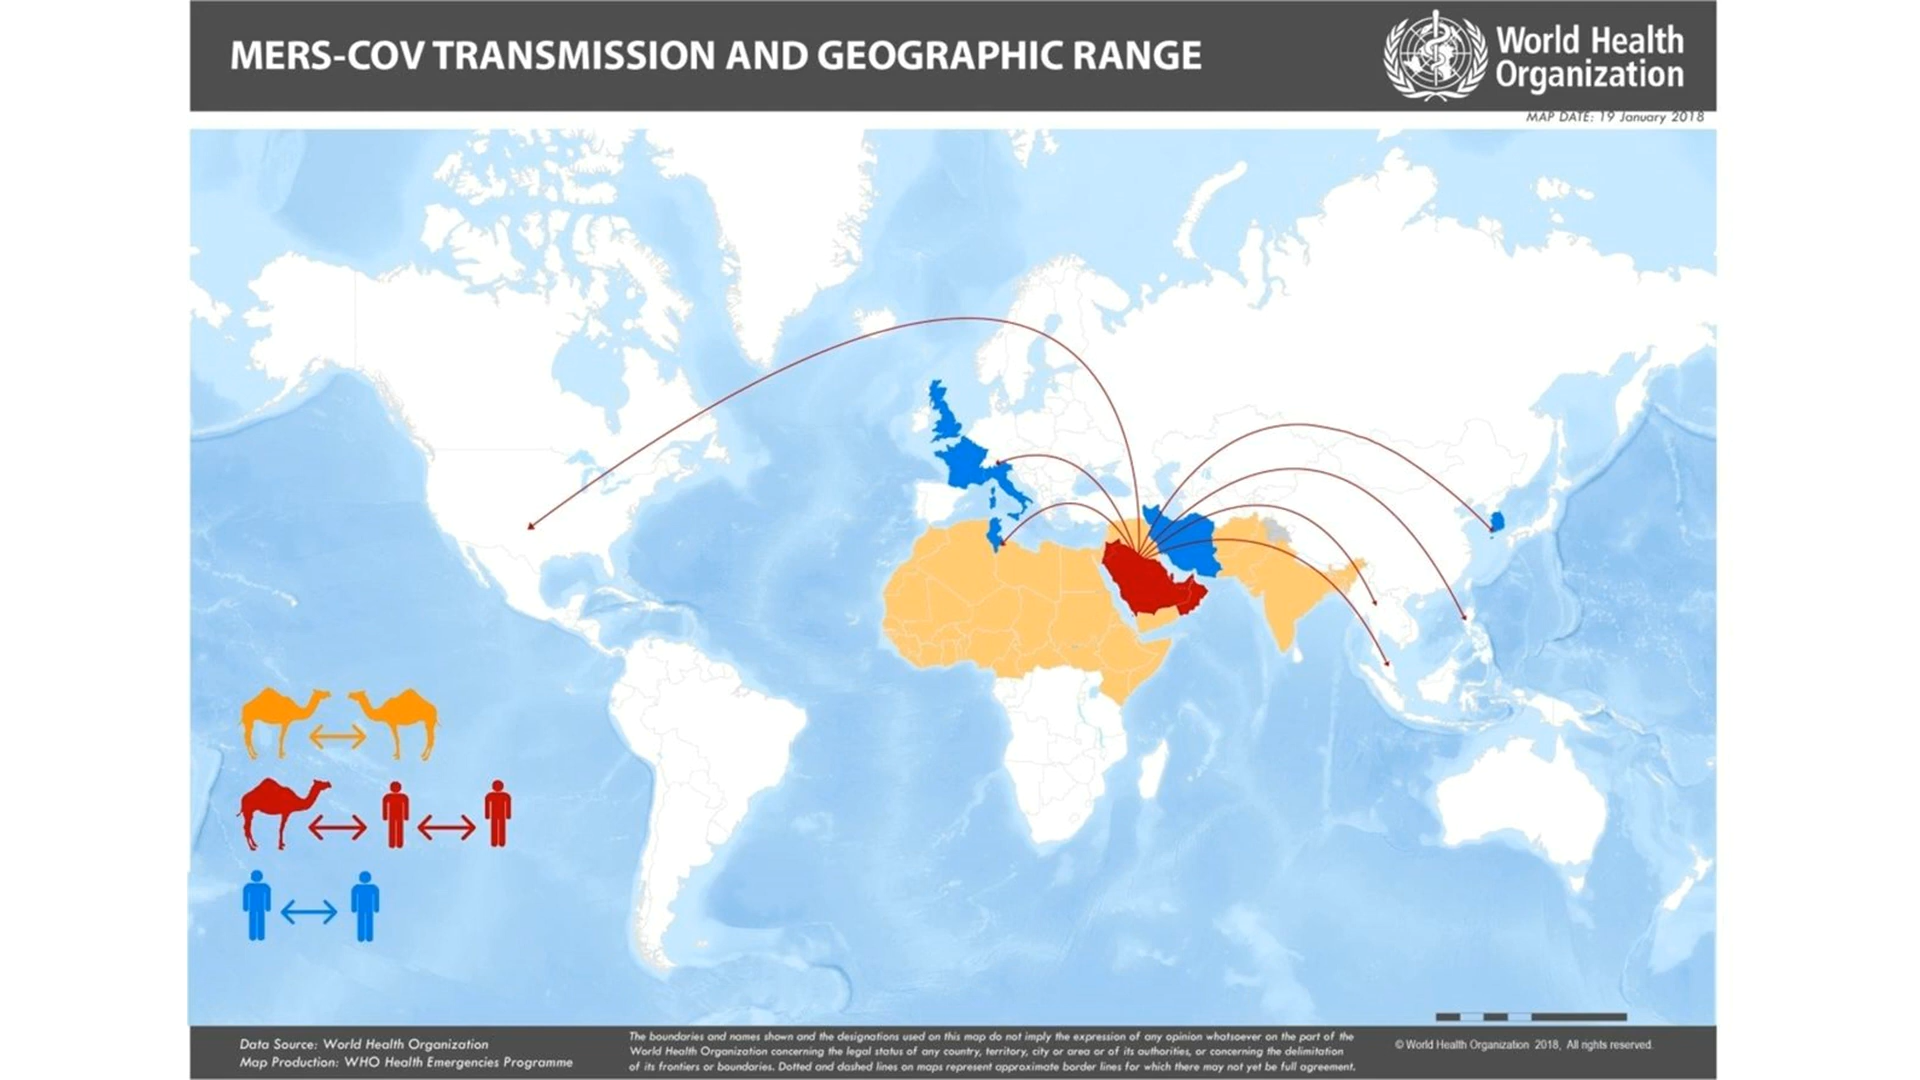 MERS-COV TRANSMISSION AND GEOGRAPHIC RANGE
World Health
Organization
MAP DATE: 19 January 2018
Data Source: World Health Organization
Map Production: WHO Health Emergencies Programme
The boundaries and names shown and the designations used on this map do not imply the expression of any opinion whatsoever on the part of the
World Health Organization concerning the legal status of any country, territory, city or area or of its authorities, or concerning the delimitation
of its frontiers or boundaries. Dotted and dashed lines on maps represent approximate border lines for which there may not yet be full agreement.
© World Health Organization 2018, All rights reserved.